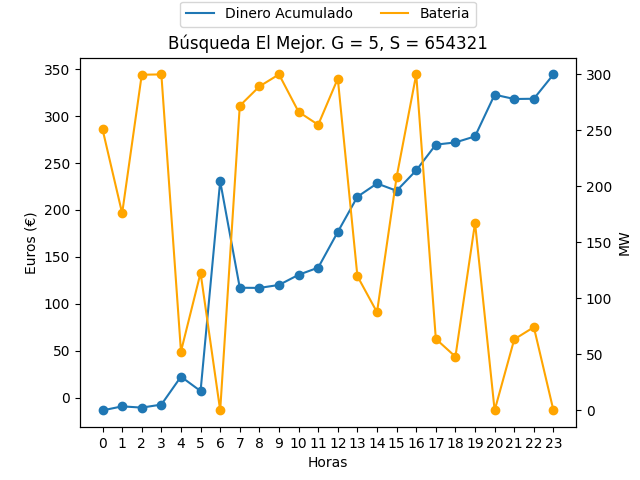 Dinero Acumulado Bateria
Búsqueda El Mejor. G = 5, S = 654321
350
300
250
200
150
100
50
0
Euros (€)
300
250
200
150
100
50
0
MW
0 1 2 3 4 5 6 7 8 9 10 11 12 13 14 15 16 17 18 19 20 21 22 23
Horas